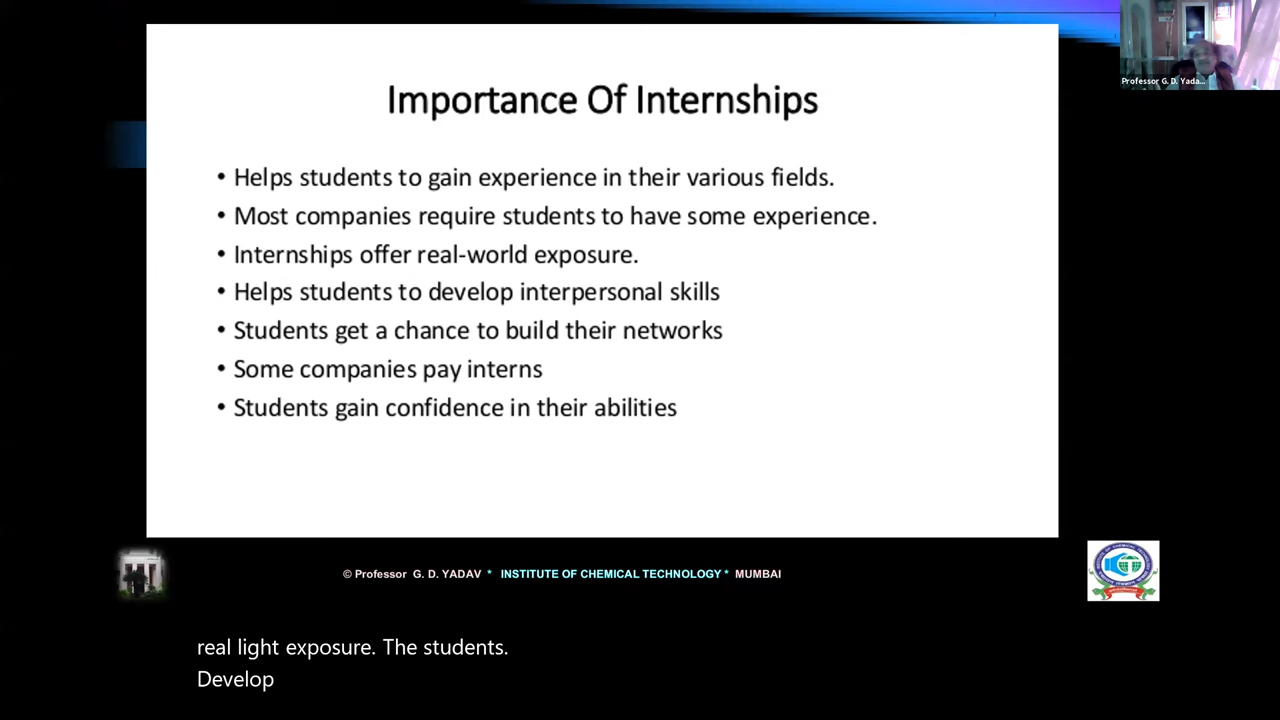 Professor G. D. Yada...
Importance Of Internships
• Helps students to gain experience in their various fields.
• Most companies require students to have some experience.
• Internships offer real-world exposure.
• Helps students to develop interpersonal skills
• Students get a chance to build their networks
• Some companies pay interns
• Students gain confidence in their abilities
© Professor G. D. YADAV * INSTITUTE OF CHEMICAL TECHNOLOGY * MUMBAI
real light exposure. The students.
Develop